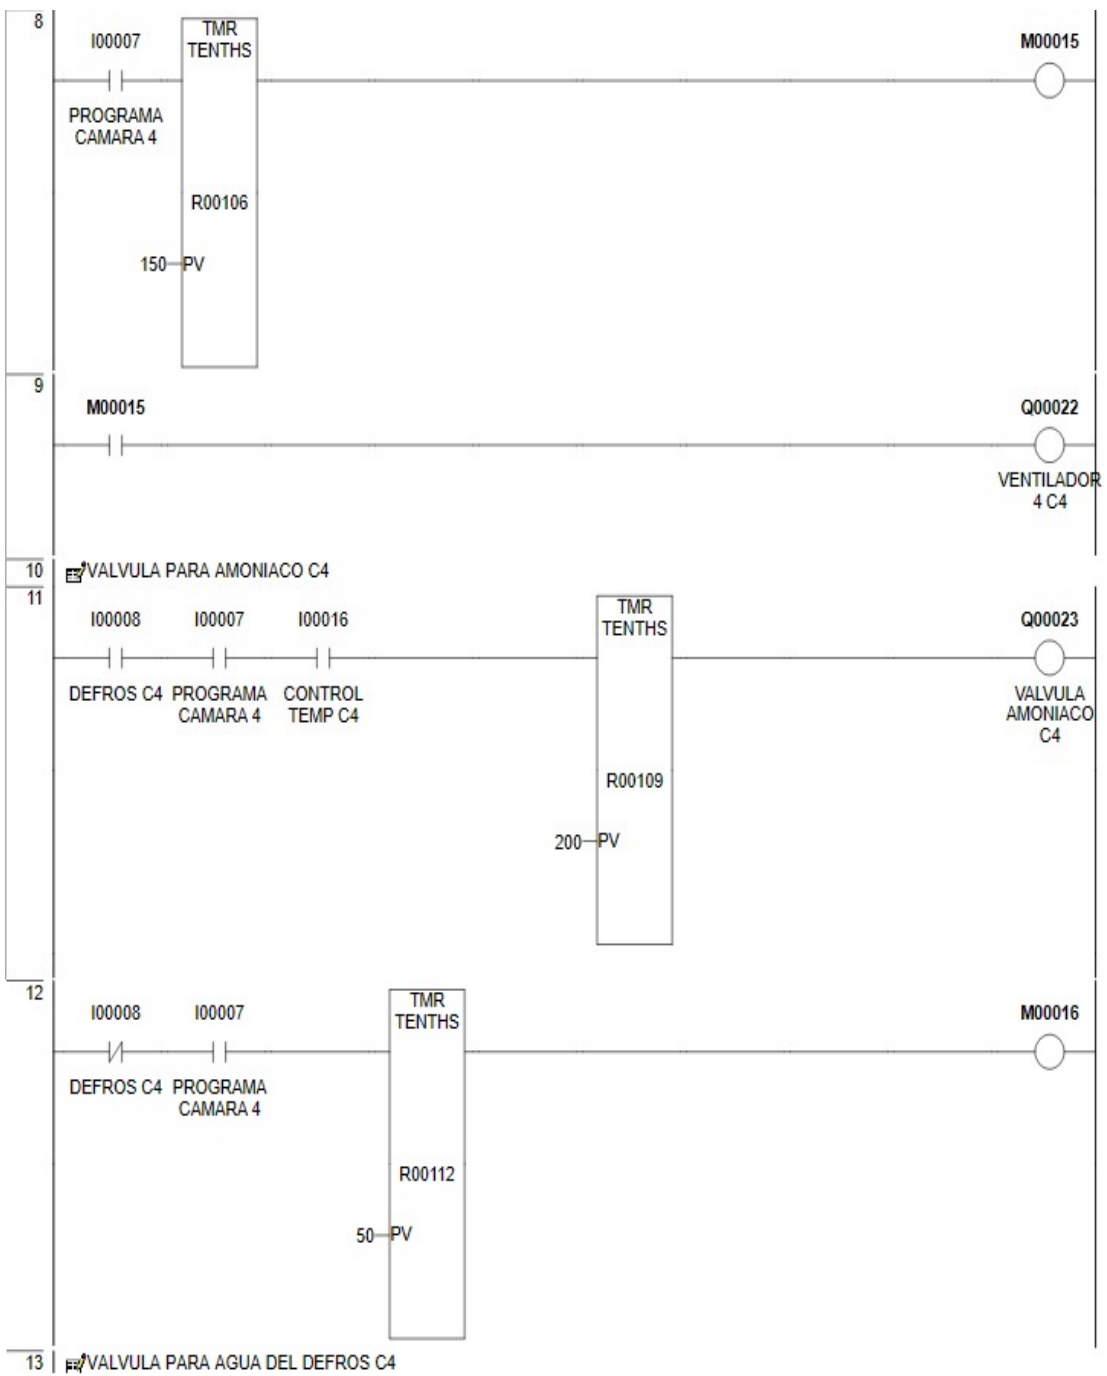 8
I00007
TMR
TENTHS
M00015
PROGRAMA
CAMARA 4
R00106
150
PV
9
M00015
Q00022
VENTILADOR
4 C4
10
VALVULA PARA AMONIACO C4
11
I00008 I00007 I00016
TMR
TENTHS
Q00023
DEFROS C4
PROGRAMA
CAMARA 4
CONTROL
TEMP C4
VALVULA
AMONIACO
C4
R00109
200
PV
12
I00008 I00007
TMR
TENTHS
M00016
DEFROS C4
PROGRAMA
CAMARA 4
R00112
50
PV
13
VALVULA PARA AGUA DEL DEFROS C4